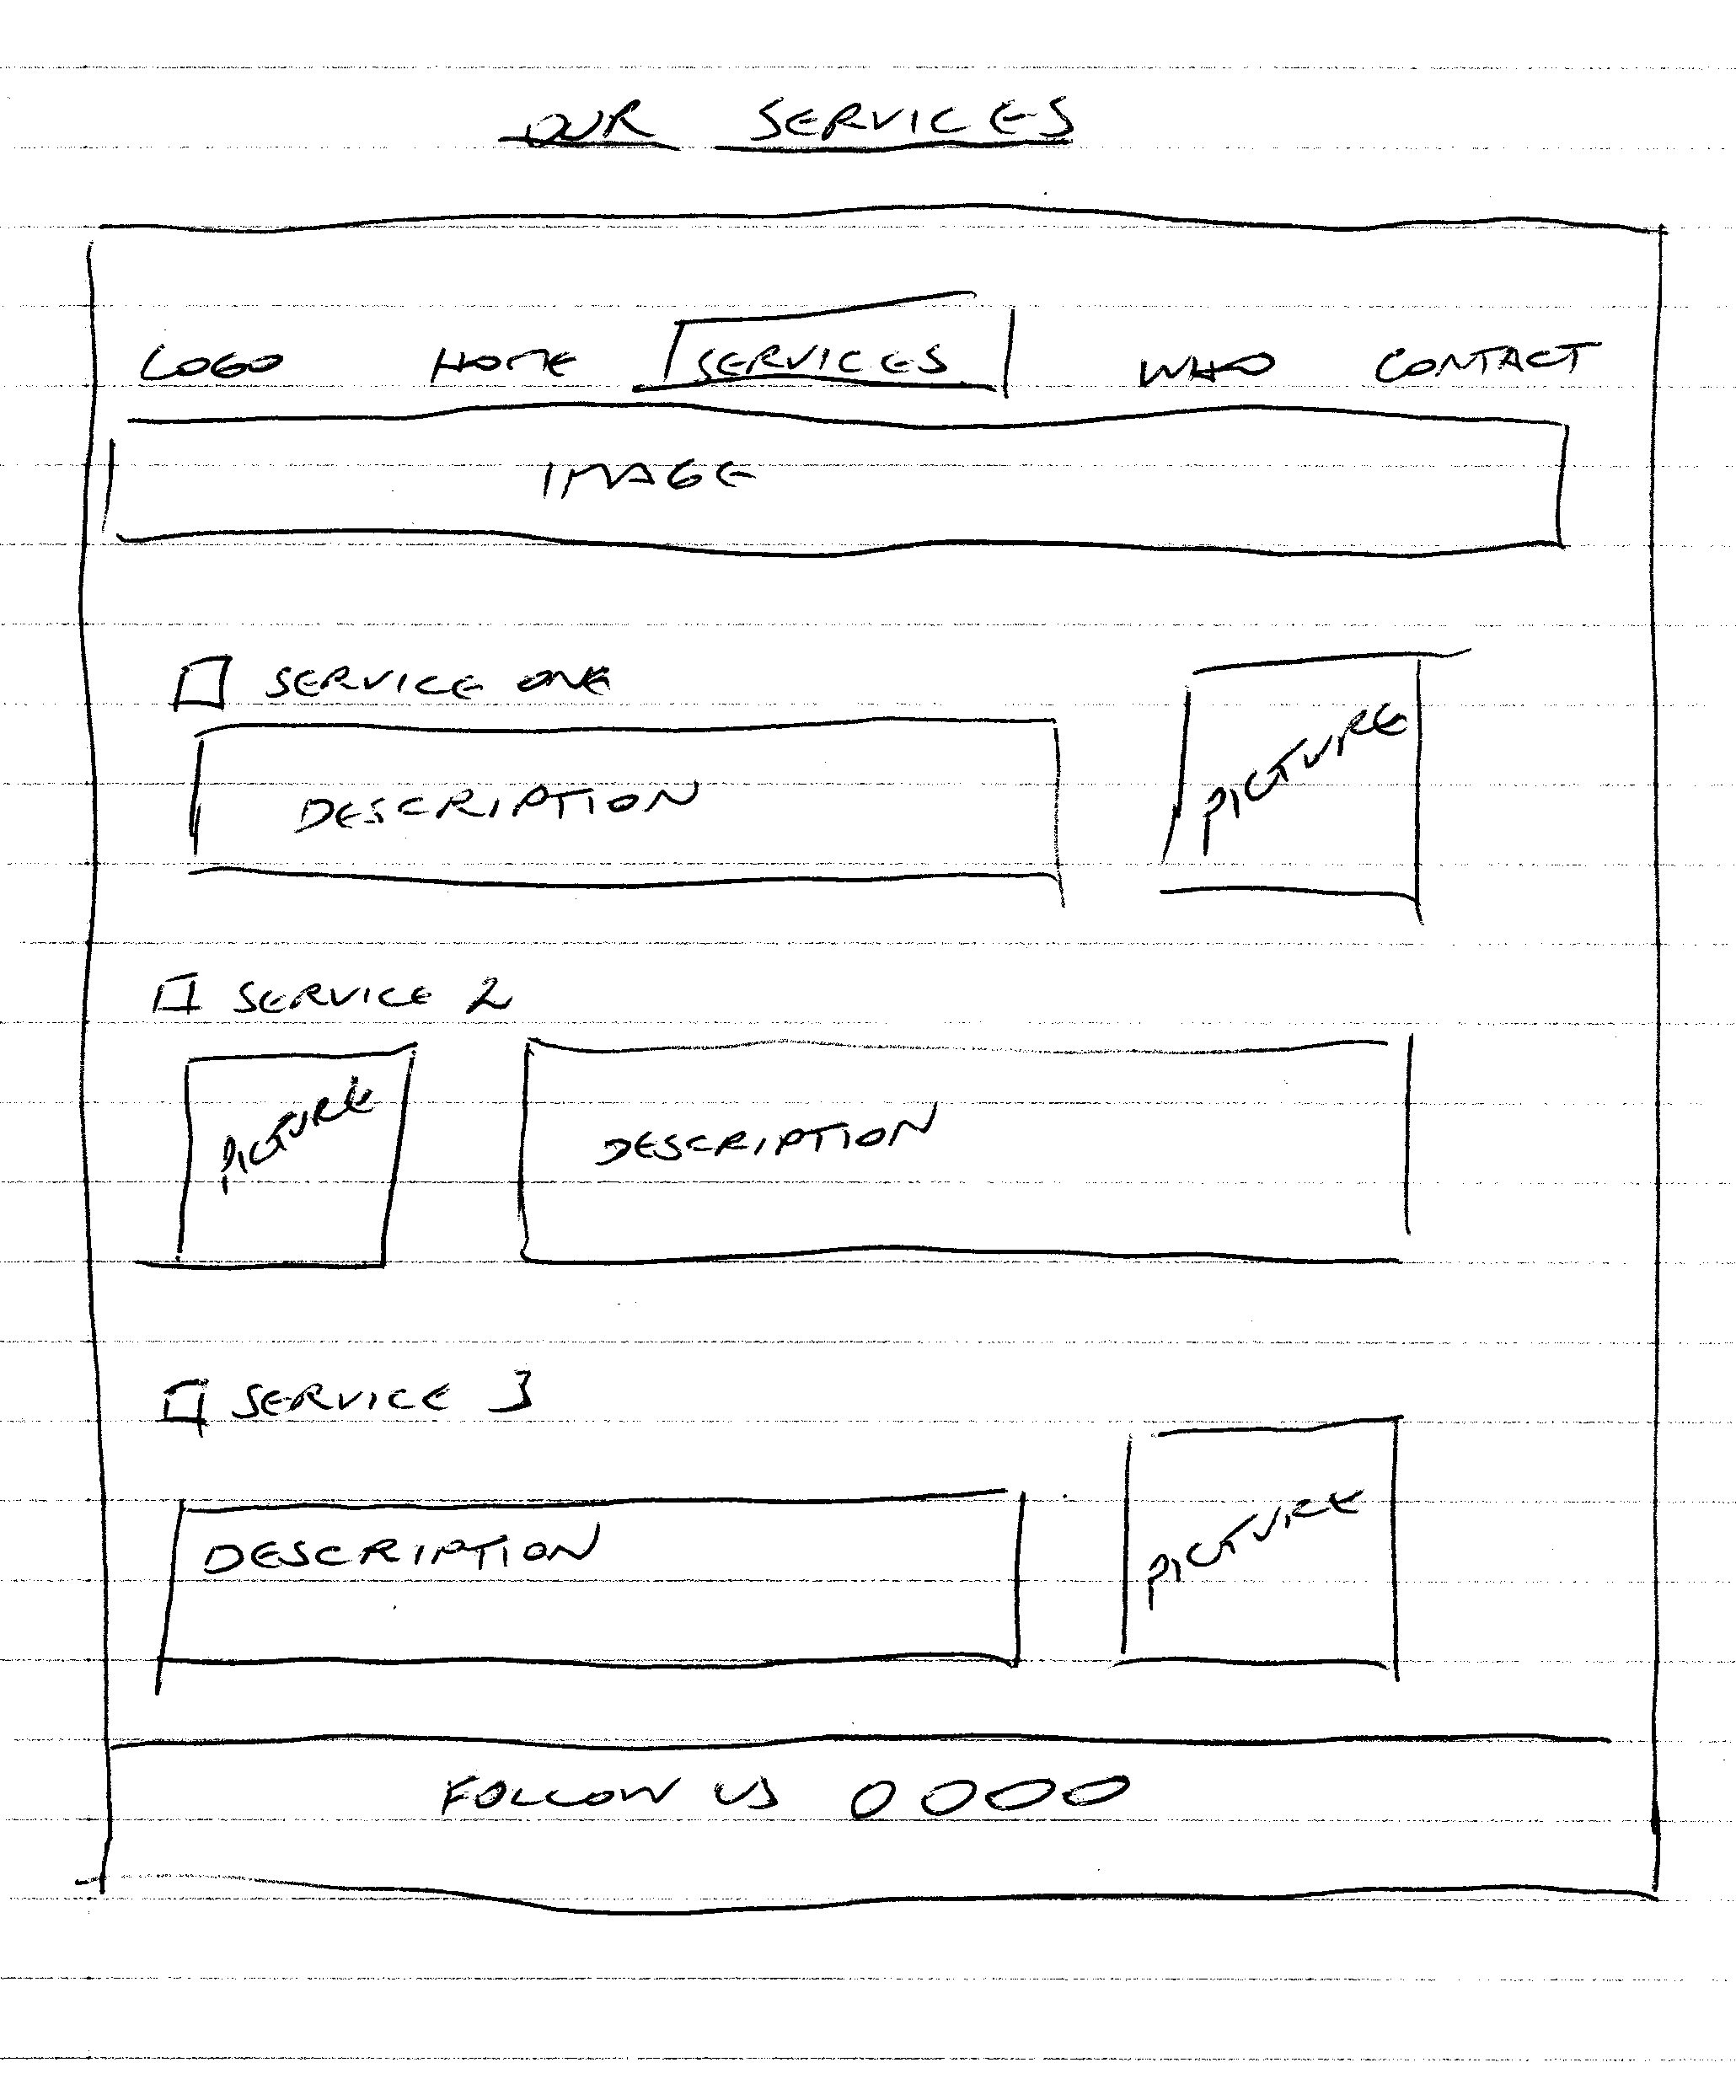 OUR SERVICES
LOGO HOME SERVICES WHO CONTACT
IMAGE
SERVICE ONE
DESCRIPTION
PICTURE
SERVICE 2
PICTURE
DESCRIPTION
SERVICE 3
DESCRIPTION
PICTURE
FOLLOW US